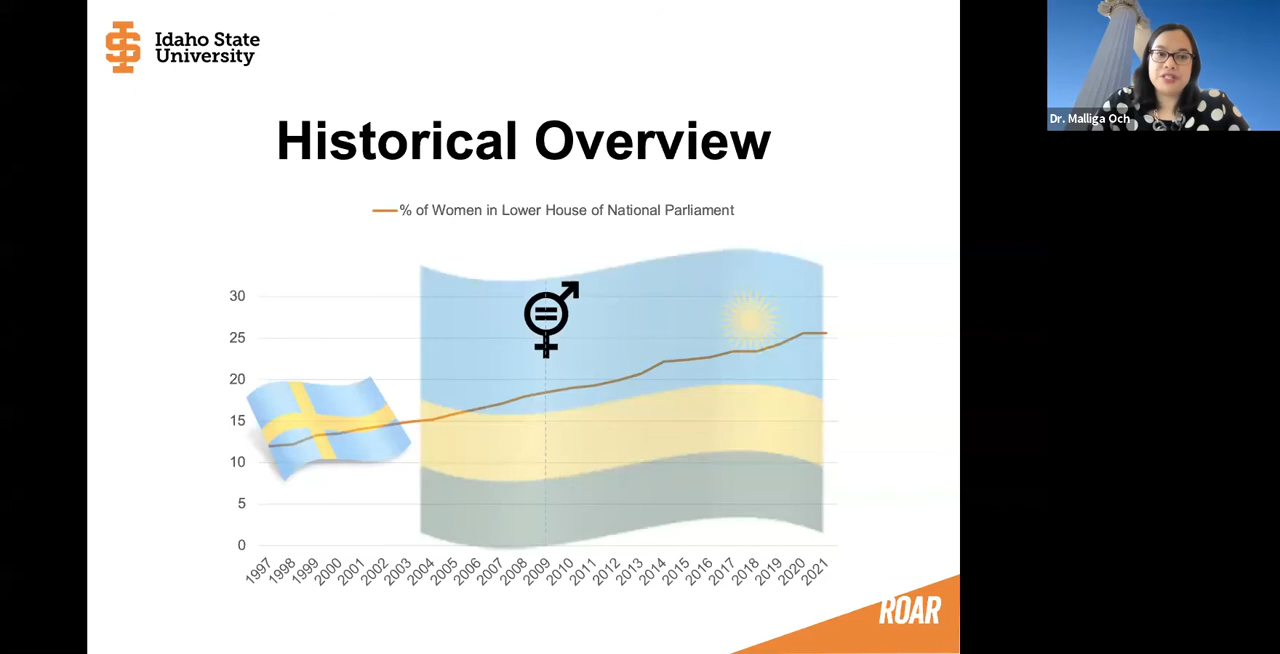 Idaho State
University
Dr. Malliga Och
Historical Overview
% of Women in Lower House of National Parliament
30
25
20
15
10
5
0
1997 1998 1999 2000 2001 2002 2003 2004 2005 2006 2007 2008 2009 2010 2011 2012 2013 2014 2015 2016 2017 2018 2019 2020 2021
ROAR